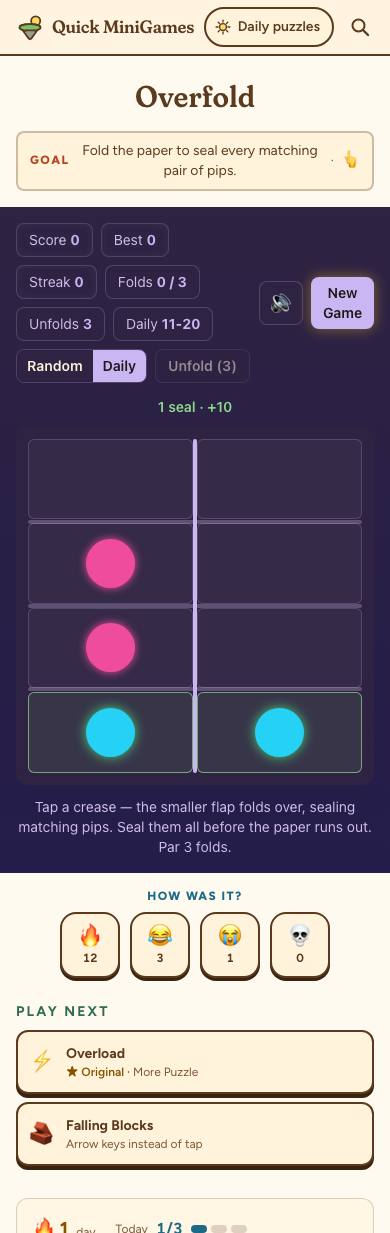 Quick MiniGames
Daily puzzles
Overfold
GOAL
Fold the paper to seal every matching
pair of pips.
·
Score 0
Best 0
Streak 0
Folds 0 / 3
Unfolds 3
Daily 11-20
New
Game
Random
Daily
Unfold (3)
1 seal · +10
Tap a crease — the smaller flap folds over, sealing
matching pips. Seal them all before the paper runs out.
Par 3 folds.
HOW WAS IT?
12
3
1
0
PLAY NEXT
Overload
Original · More Puzzle
Falling Blocks
Arrow keys instead of tap
1 day
Today 1/3